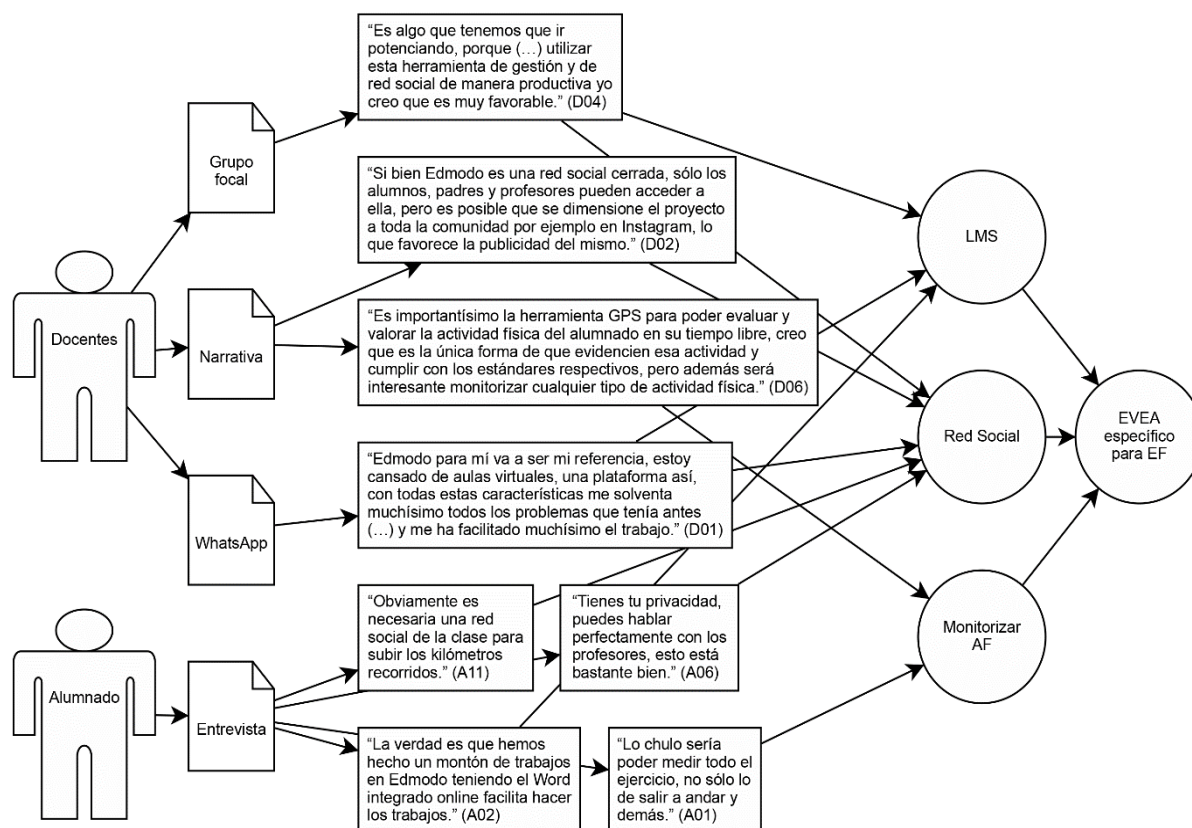 “Es algo que tenemos que ir
potenciando, porque (…) utilizar
esta herramienta de gestión y de
red social de manera productiva yo
creo que es muy favorable.” (D04)
Grupo
focal
“Si bien Edmodo es una red social cerrada, sólo los
alumnos, padres y profesores pueden acceder a
ella, pero es posible que se dimensione el proyecto
a toda la comunidad por ejemplo en Instagram, lo
que favorece la publicidad del mismo.” (D02)
LMS
Docentes
Narrativa
“Es importantísimo la herramienta GPS para poder evaluar y
valorar la actividad física del alumnado en su tiempo libre, creo
que es la única forma de que evidencien esa actividad y
cumplir con los estándares respectivos, pero además será
interesante monitorizar cualquier tipo de actividad física.” (D06)
Red Social
EVEA
específico
para EF
WhatsApp
“Edmodo para mí va a ser mi referencia, estoy
cansado de aulas virtuales, una plataforma así,
con todas estas características me solventa
muchísimo todos los problemas que tenía antes
(…) y me ha facilitado muchísimo el trabajo.” (D01)
“Obviamente es
necesaria una red
social de la clase para
subir los kilómetros
recorridos.” (A11)
“Tienes tu privacidad,
puedes hablar
perfectamente con los
profesores, esto está
bastante bien.” (A06)
Monitorizar
AF
Alumnado
Entrevista
“La verdad es que hemos
hecho un montón de trabajos
en Edmodo teniendo el Word
integrado online facilita hacer
los trabajos.” (A02)
“Lo chulo sería
poder medir todo el
ejercicio, no sólo lo
de salir a andar y
demás.” (A01)